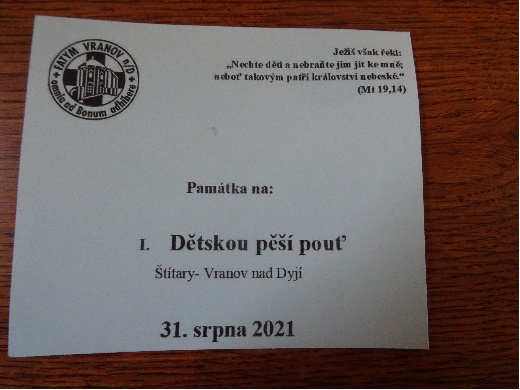 FATYM VRANOV n/D
omnia ad Bonum adhibere
Ježíš však řekl:
„Nechte děti a nebraňte jim jít ke mně;
neboť takovým patří království nebeské.“
(Mt 19,14)
Památka na:
I. Dětskou pěší pouť
Štítary- Vranov nad Dyjí
31. srpna 2021